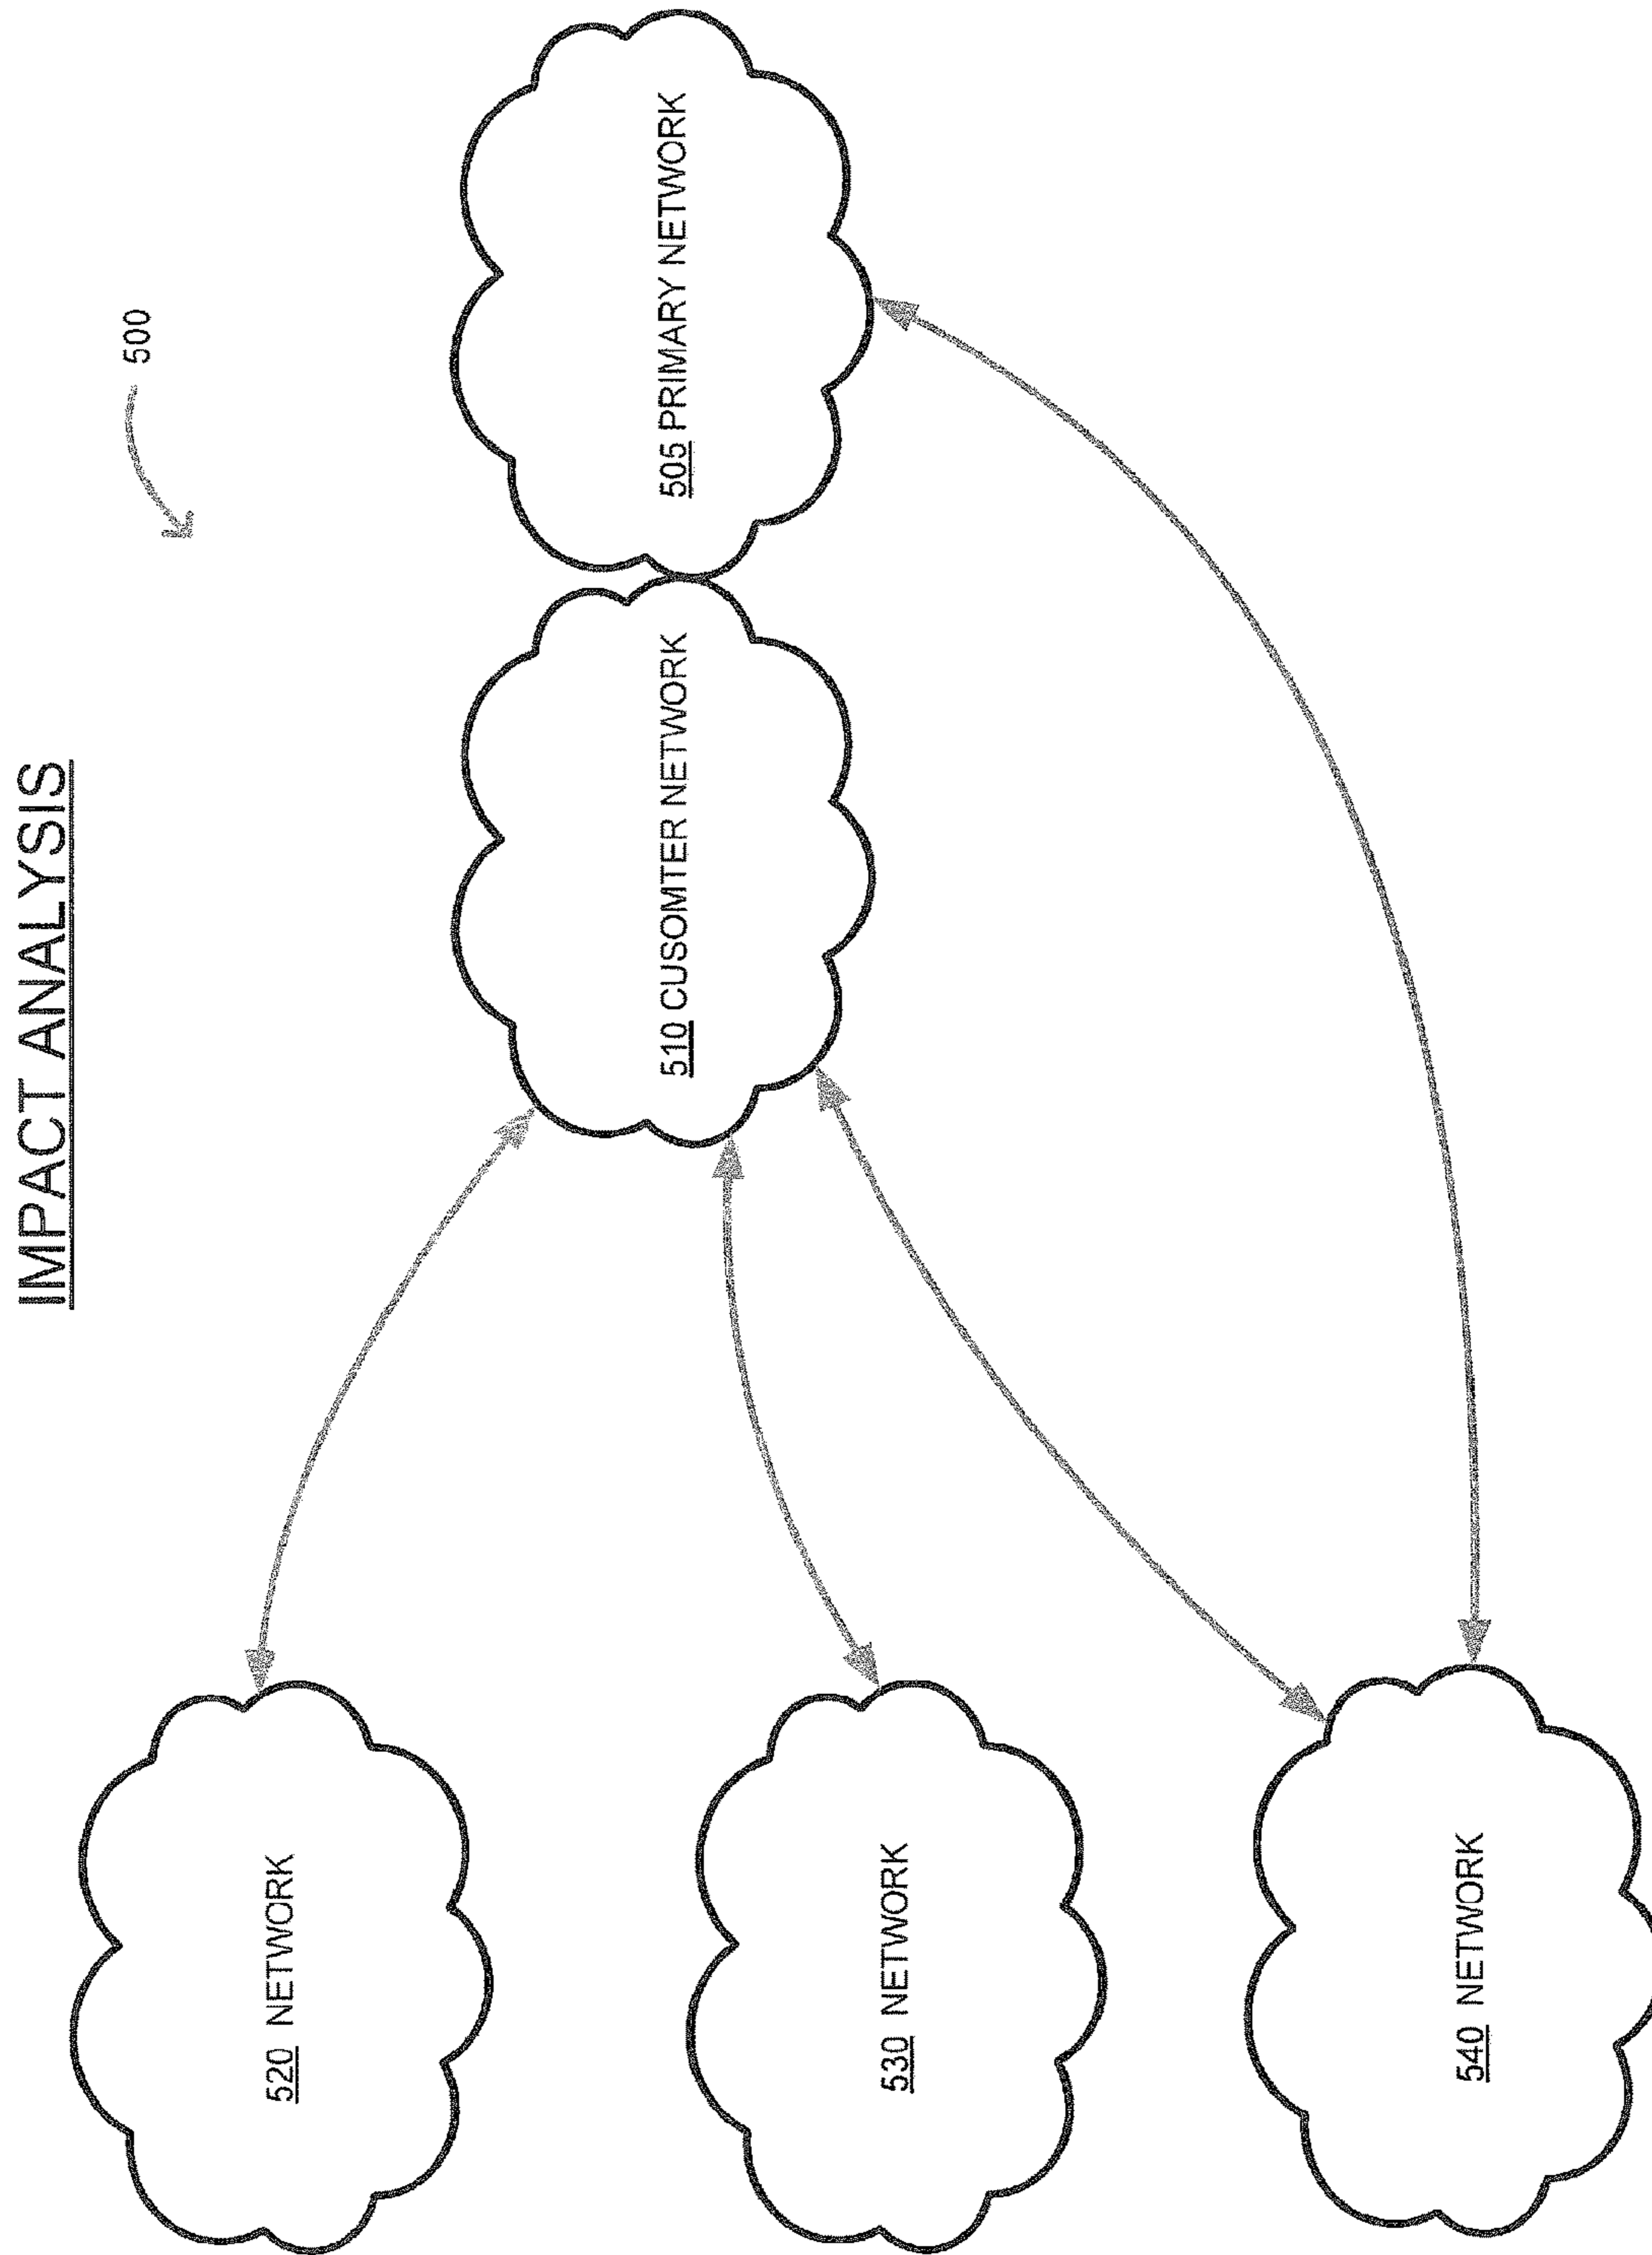 IMPACT ANALYSIS
500
520 NETWORK
510 CUSOMTER NETWORK
505 PRIMARY NETWORK
530 NETWORK
540 NETWORK